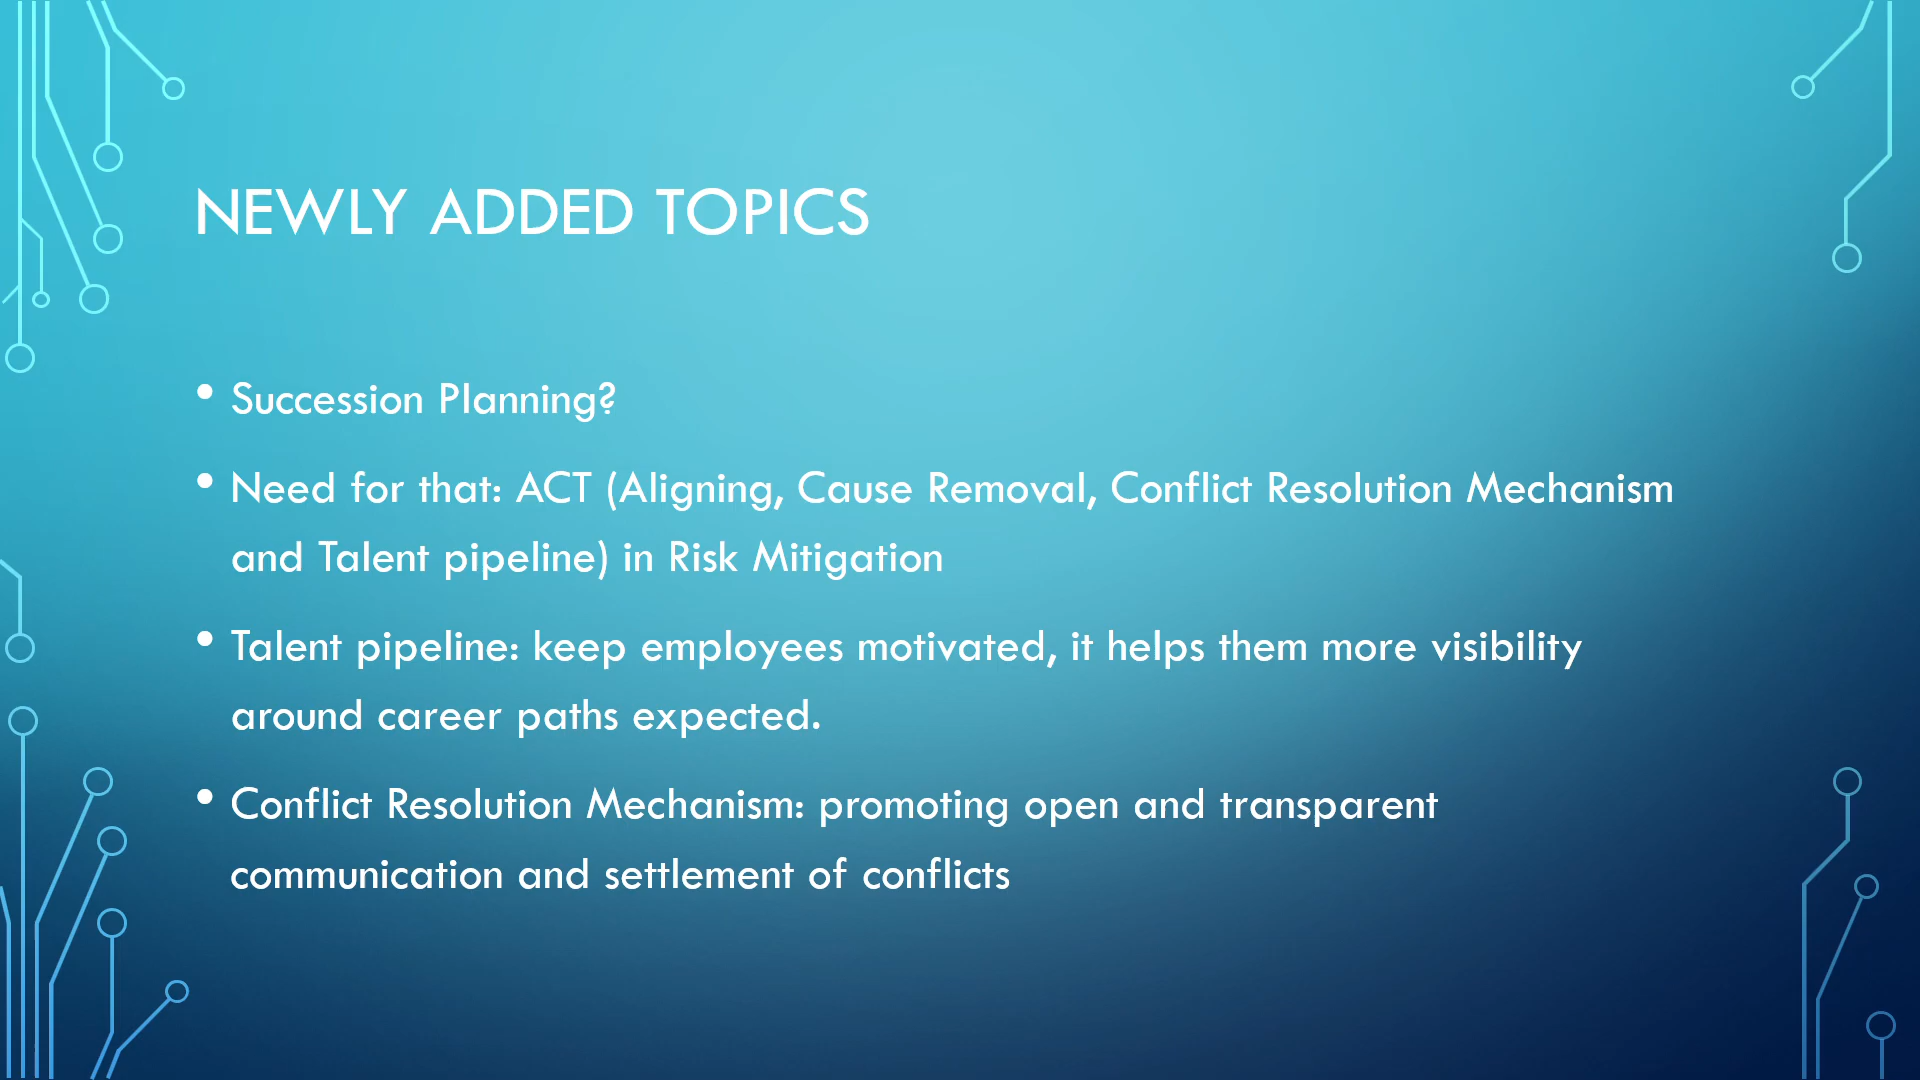 NEWLY ADDED TOPICS
• Succession Planning?
• Need for that: ACT (Aligning, Cause Removal, Conflict Resolution Mechanism
and Talent pipeline) in Risk Mitigation
• Talent pipeline: keep employees motivated, it helps them more visibility
around career paths expected.
• Conflict Resolution Mechanism: promoting open and transparent
communication and settlement of conflicts